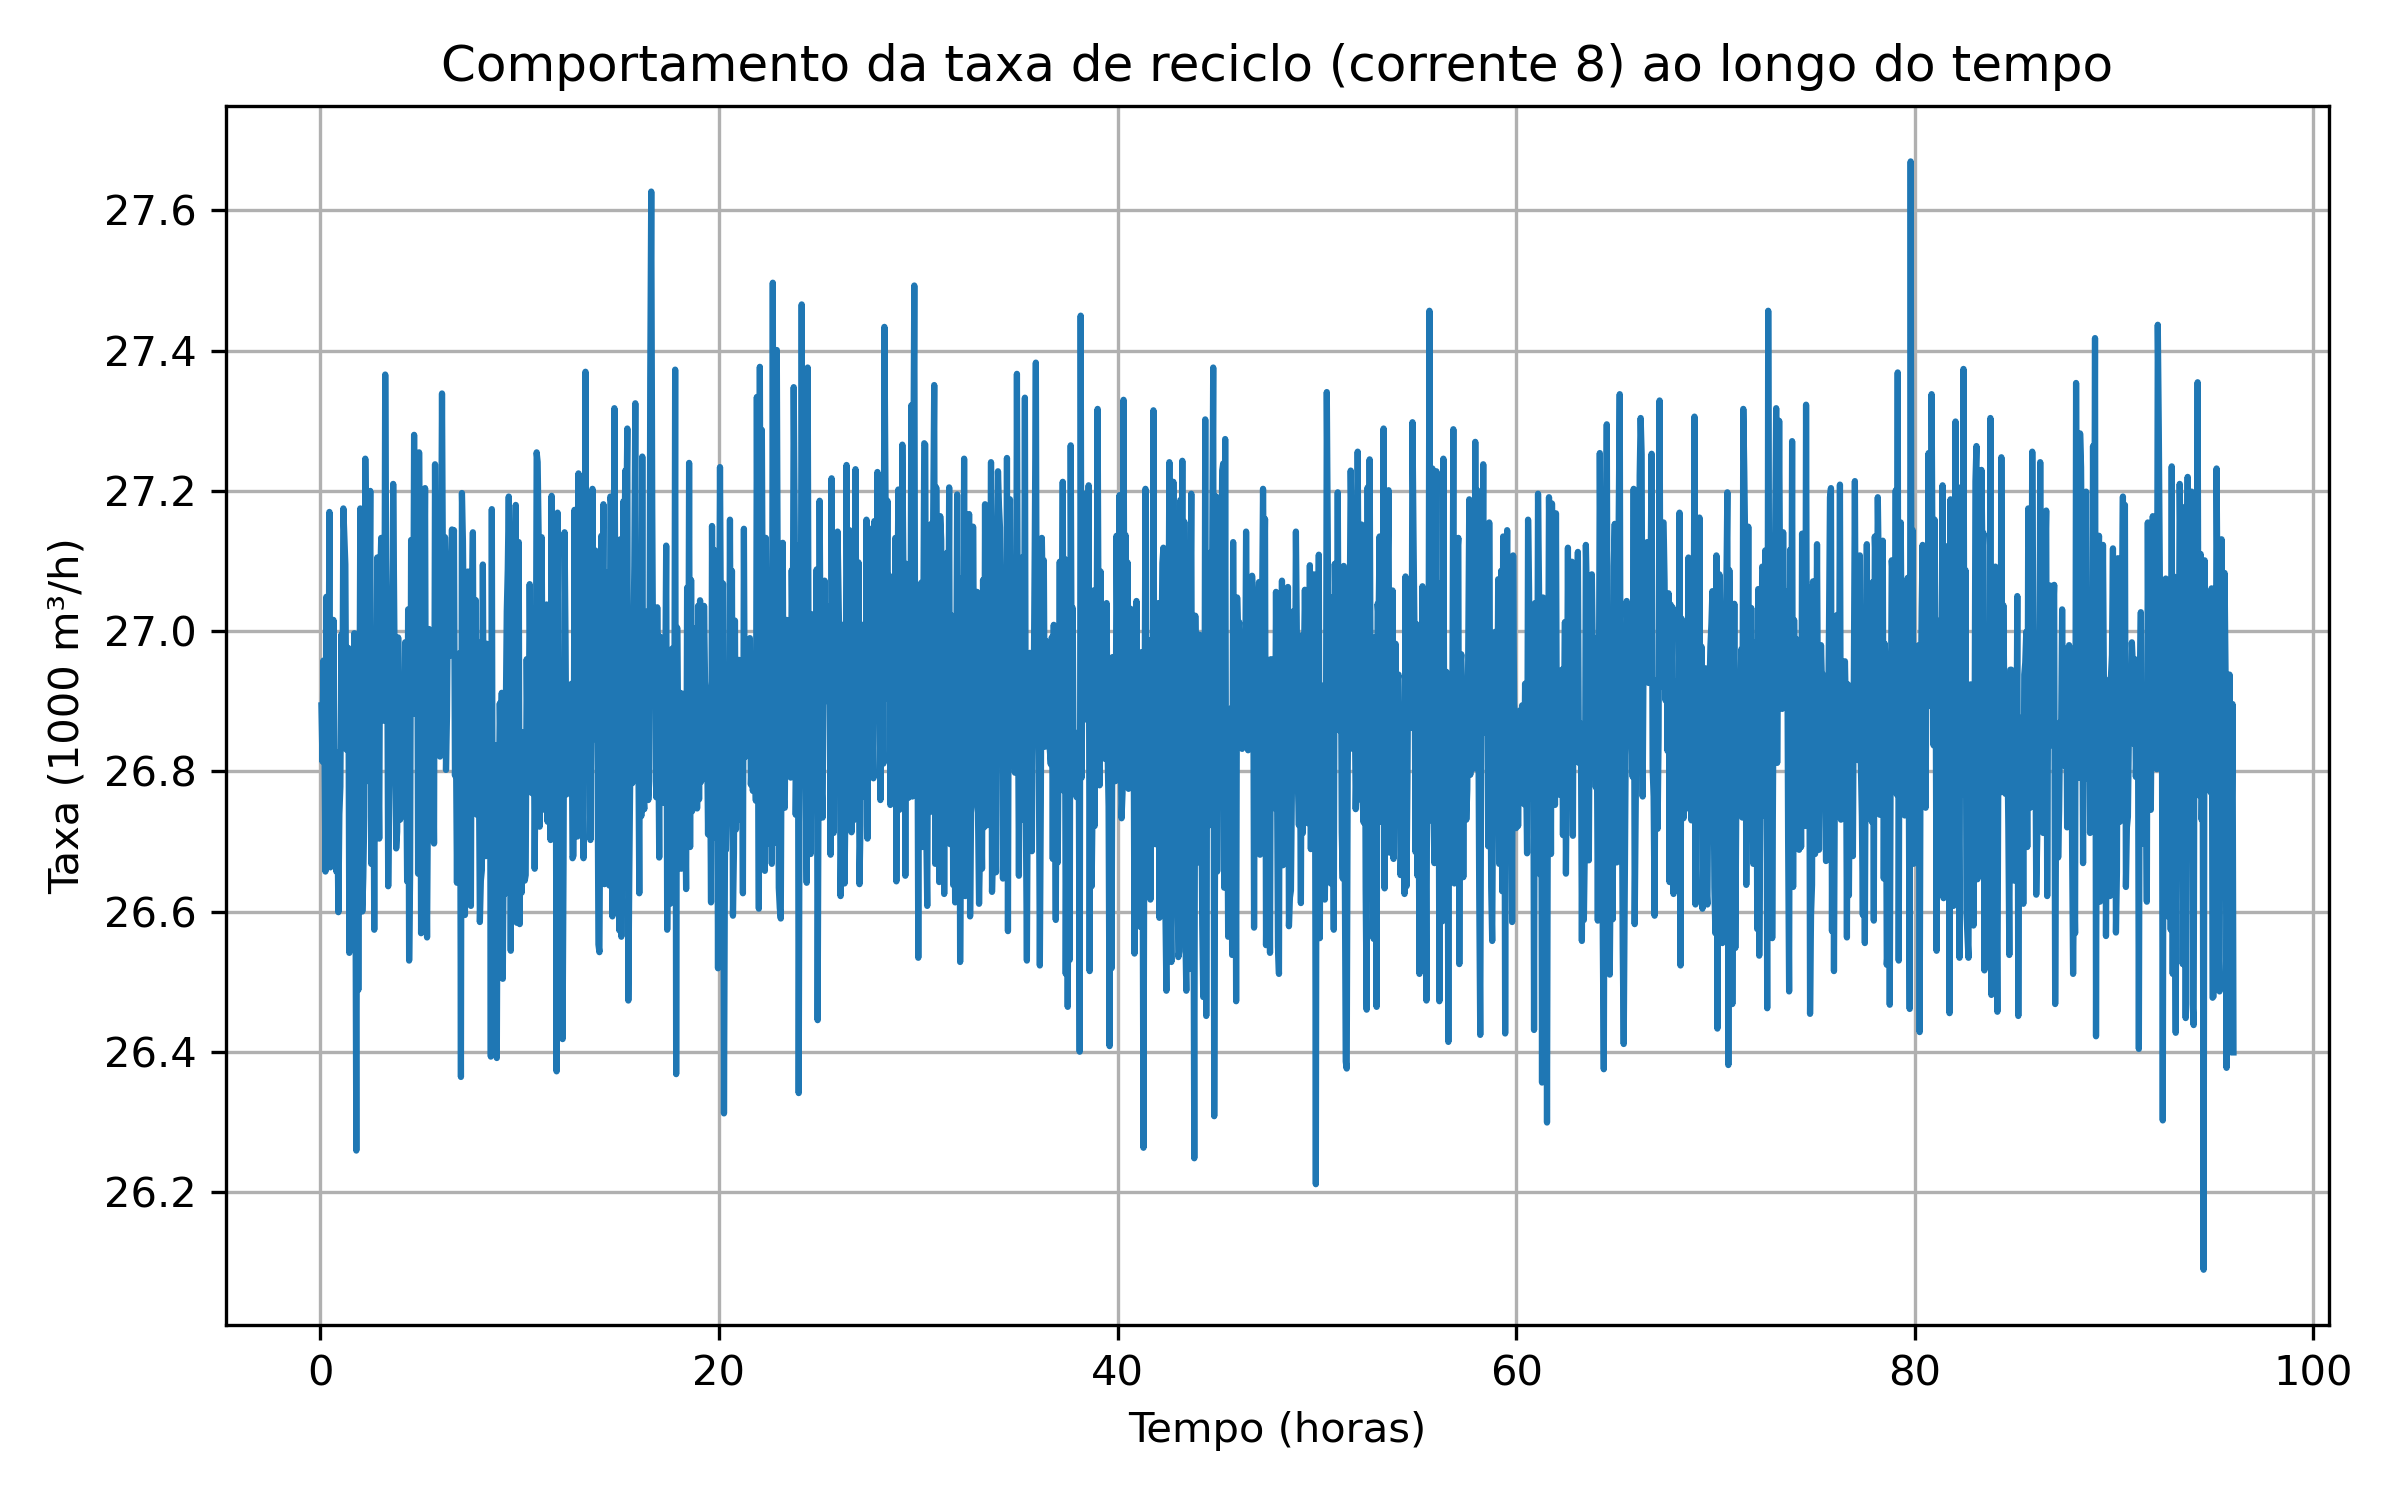 Comportamento da taxa de reciclo (corrente 8) ao longo do tempo
27.6
27.4
27.2
27.0
26.8
26.6
26.4
26.2
Taxa (1000 m³/h)
0 20 40 60 80 100
Tempo (horas)